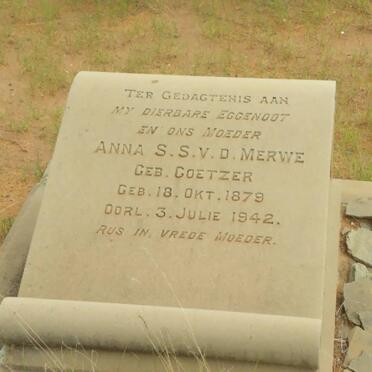 TER GEDAGTENIS AAN
MY DIERBARE EGGENOOT
EN ONS MOEDER
ANNA S.S.V.D. MERWE
GEB. COETZER
GEB. 18. OKT. 1879
OORL. 3. JULIE 1942.
RUS IN VREDE MOEDER.